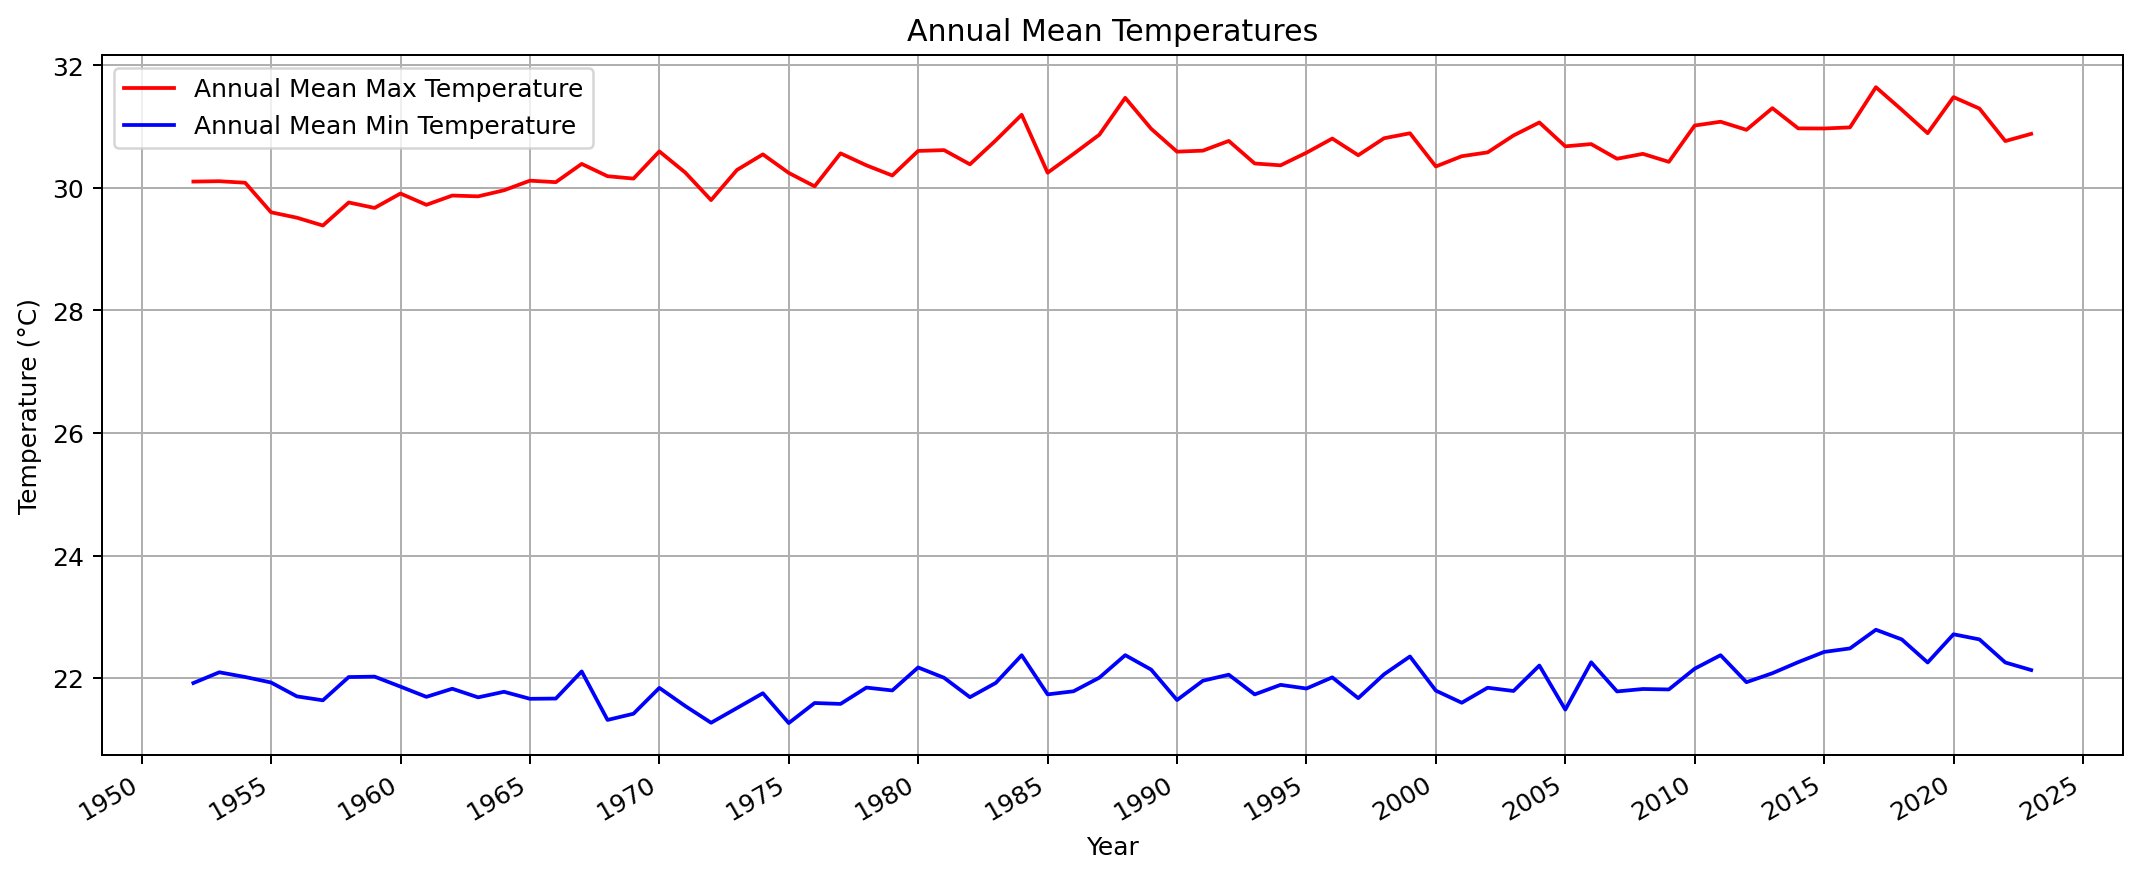 Annual Mean Temperatures
32
30
28
26
24
22
Temperature (°C)
Annual Mean Max Temperature
Annual Mean Min Temperature
1950 1955 1960 1965 1970 1975 1980 1985 1990 1995 2000 2005 2010 2015 2020 2025
Year